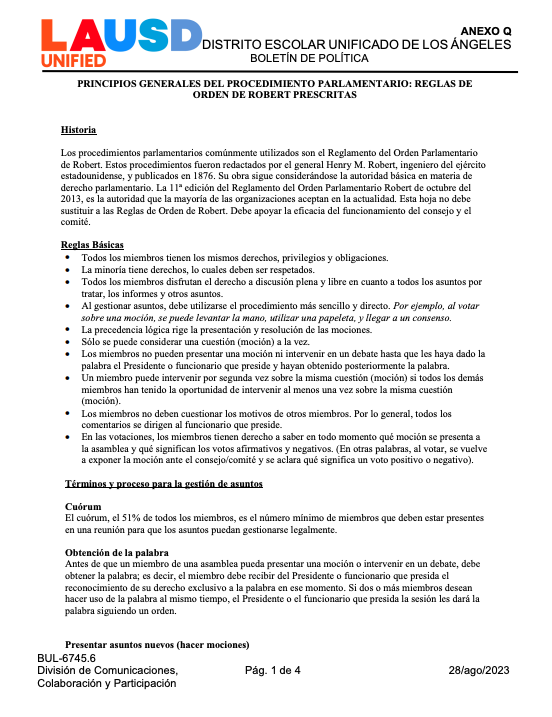 LAUSD
UNIFIED
ANEXO Q
DISTRITO ESCOLAR UNIFICADO DE LOS ÁNGELES
BOLETÍN DE POLÍTICA
PRINCIPIOS GENERALES DEL PROCEDIMIENTO PARLAMENTARIO: REGLAS DE
ORDEN DE ROBERT PRESCRITAS
Historia
Los procedimientos parlamentarios comúnmente utilizados son el Reglamento del Orden Parlamentario
de Robert. Estos procedimientos fueron redactados por el general Henry M. Robert, ingeniero del ejército
estadounidense, y publicados en 1876. Su obra sigue considerándose la autoridad básica en materia de
derecho parlamentario. La 11ª edición del Reglamento del Orden Parlamentario Robert de octubre del
2013, es la autoridad que la mayoría de las organizaciones aceptan en la actualidad. Esta hoja no debe
sustituir a las Reglas de Orden de Robert. Debe apoyar la eficacia del funcionamiento del consejo y el
comité.
Reglas Básicas
• Todos los miembros tienen los mismos derechos, privilegios y obligaciones.
• La minoría tiene derechos, lo cuales deben ser respetados.
• Todos los miembros disfrutan el derecho a discusión plena y libre en cuanto a todos los asuntos por
tratar, los informes y otros asuntos.
• Al gestionar asuntos, debe utilizarse el procedimiento más sencillo y directo. Por ejemplo, al votar
sobre una moción, se puede levantar la mano, utilizar una papeleta, y llegar a un consenso.
• La precedencia lógica rige la presentación y resolución de las mociones.
• Sólo se puede considerar una cuestión (moción) a la vez.
• Los miembros no pueden presentar una moción ni intervenir en un debate hasta que les haya dado la
palabra el Presidente o funcionario que preside y hayan obtenido posteriormente la palabra.
• Un miembro puede intervenir por segunda vez sobre la misma cuestión (moción) si todos los demás
miembros han tenido la oportunidad de intervenir al menos una vez sobre la misma cuestión
(moción).
• Los miembros no deben cuestionar los motivos de otros miembros. Por lo general, todos los
comentarios se dirigen al funcionario que preside.
• En las votaciones, los miembros tienen derecho a saber en todo momento qué moción se presenta a
la asamblea y qué significan los votos afirmativos y negativos. (En otras palabras, al votar, se vuelve
a exponer la moción ante el consejo/comité y se aclara qué significa un voto positivo o negativo).
Términos y proceso para la gestión de asuntos
Cuórum
El cuórum, el 51% de todos los miembros, es el número mínimo de miembros que deben estar presentes
en una reunión para que los asuntos puedan gestionarse legalmente.
Obtención de la palabra
Antes de que un miembro de una asamblea pueda presentar una moción o intervenir en un debate, debe
obtener la palabra; es decir, el miembro debe recibir del Presidente o funcionario que presida el
reconocimiento de su derecho exclusivo a la palabra en ese momento. Si dos o más miembros desean
hacer uso de la palabra al mismo tiempo, el Presidente o el funcionario que presida la sesión les dará la
palabra siguiendo un orden.
Presentar asuntos nuevos (hacer mociones)
BUL-6745.6
División de Comunicaciones,
Colaboración y Participación
Pág. 1 de 4
28/ago/2023